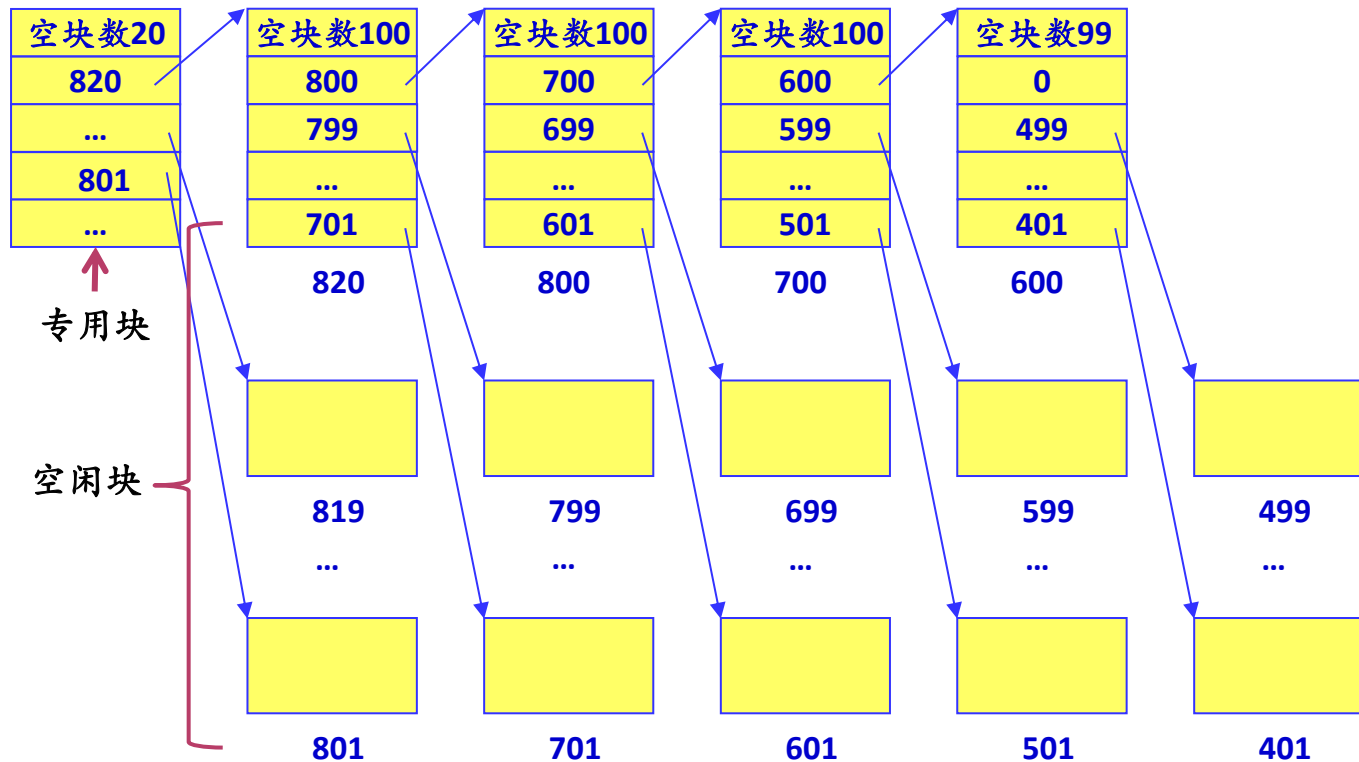 空块数20 空块数100 空块数100 空块数100 空块数99
820 800 700 600 0
... 799 699 599 499
801 ... ... ... ...
... 701 601 501 401
820 800 700 600
专用块
空闲块
819 799 699 599 499
... ... ... ... ...
801 701 601 501 401